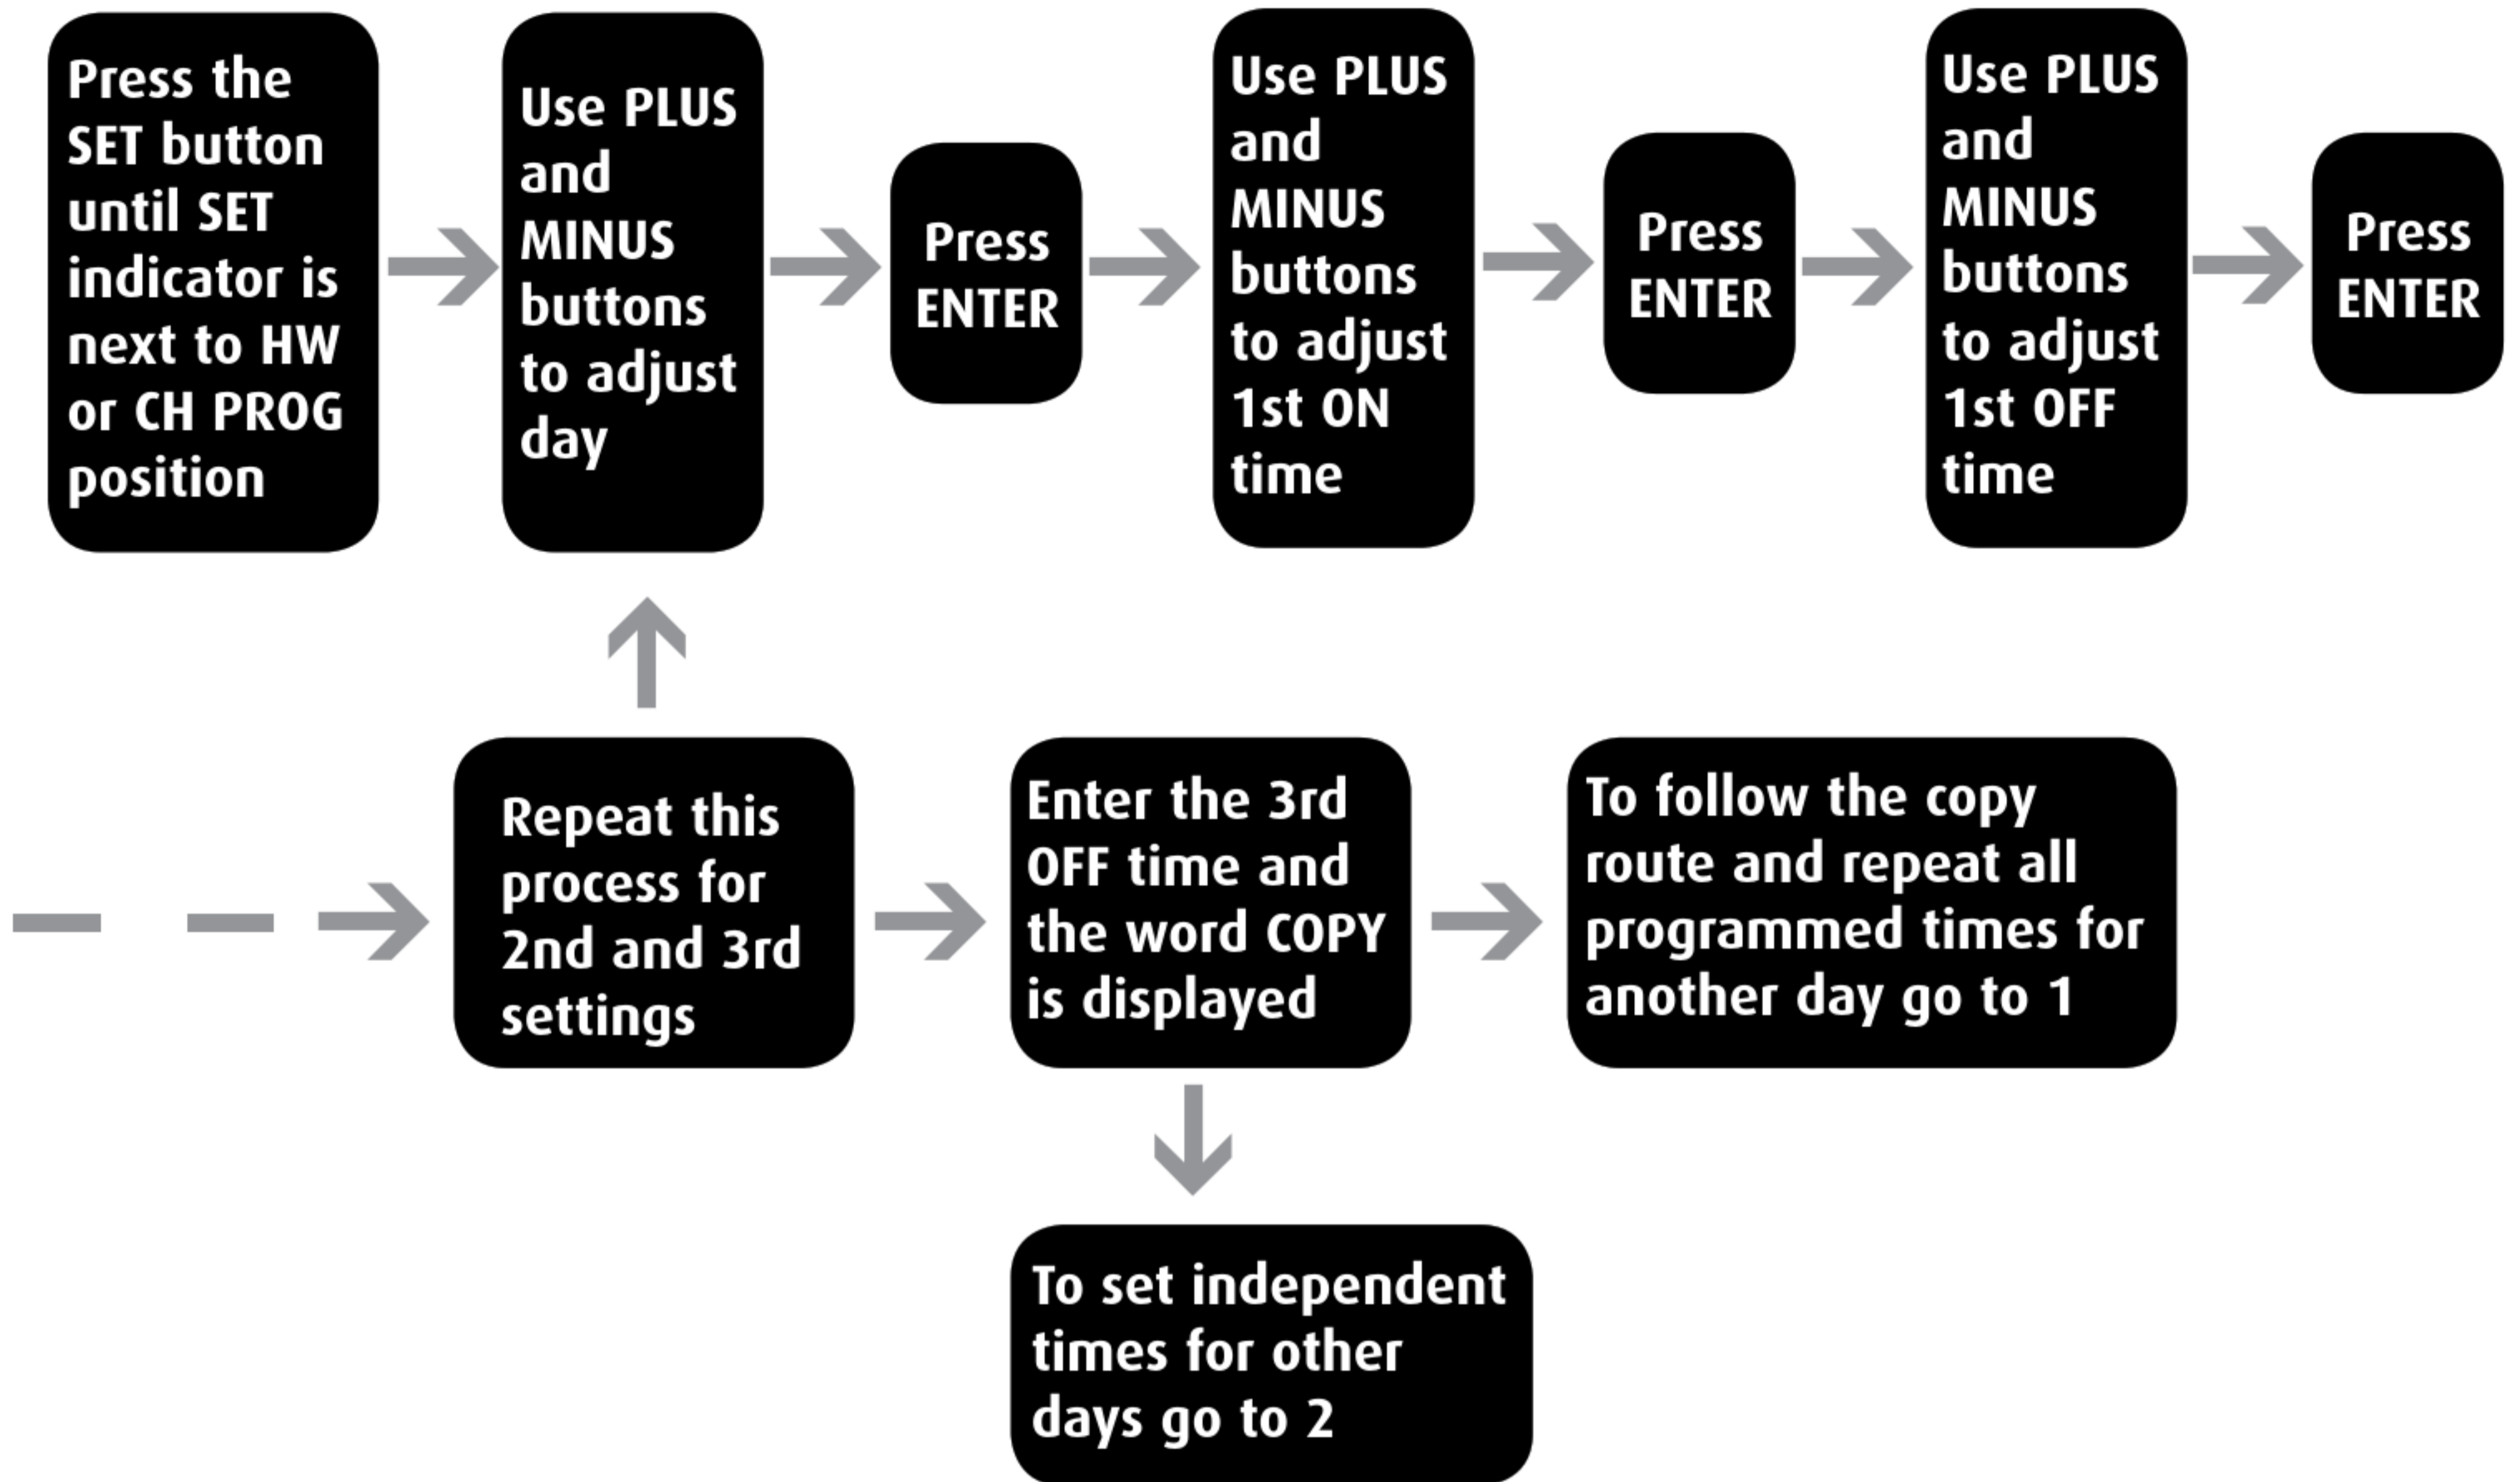 Press the
SET button
until SET
indicator is
next to HW
or CH PROG
position
Use PLUS
and
MINUS
buttons
to adjust
day
Press
ENTER
Use PLUS
and
MINUS
buttons
to adjust
1st ON
time
Press
ENTER
Use PLUS
and
MINUS
buttons
to adjust
1st OFF
time
Press
ENTER
Repeat this
process for
2nd and 3rd
settings
Enter the 3rd
OFF time and
the word COPY
is displayed
To follow the copy
route and repeat all
programmed times for
another day go to 1
To set independent
times for other
days go to 2